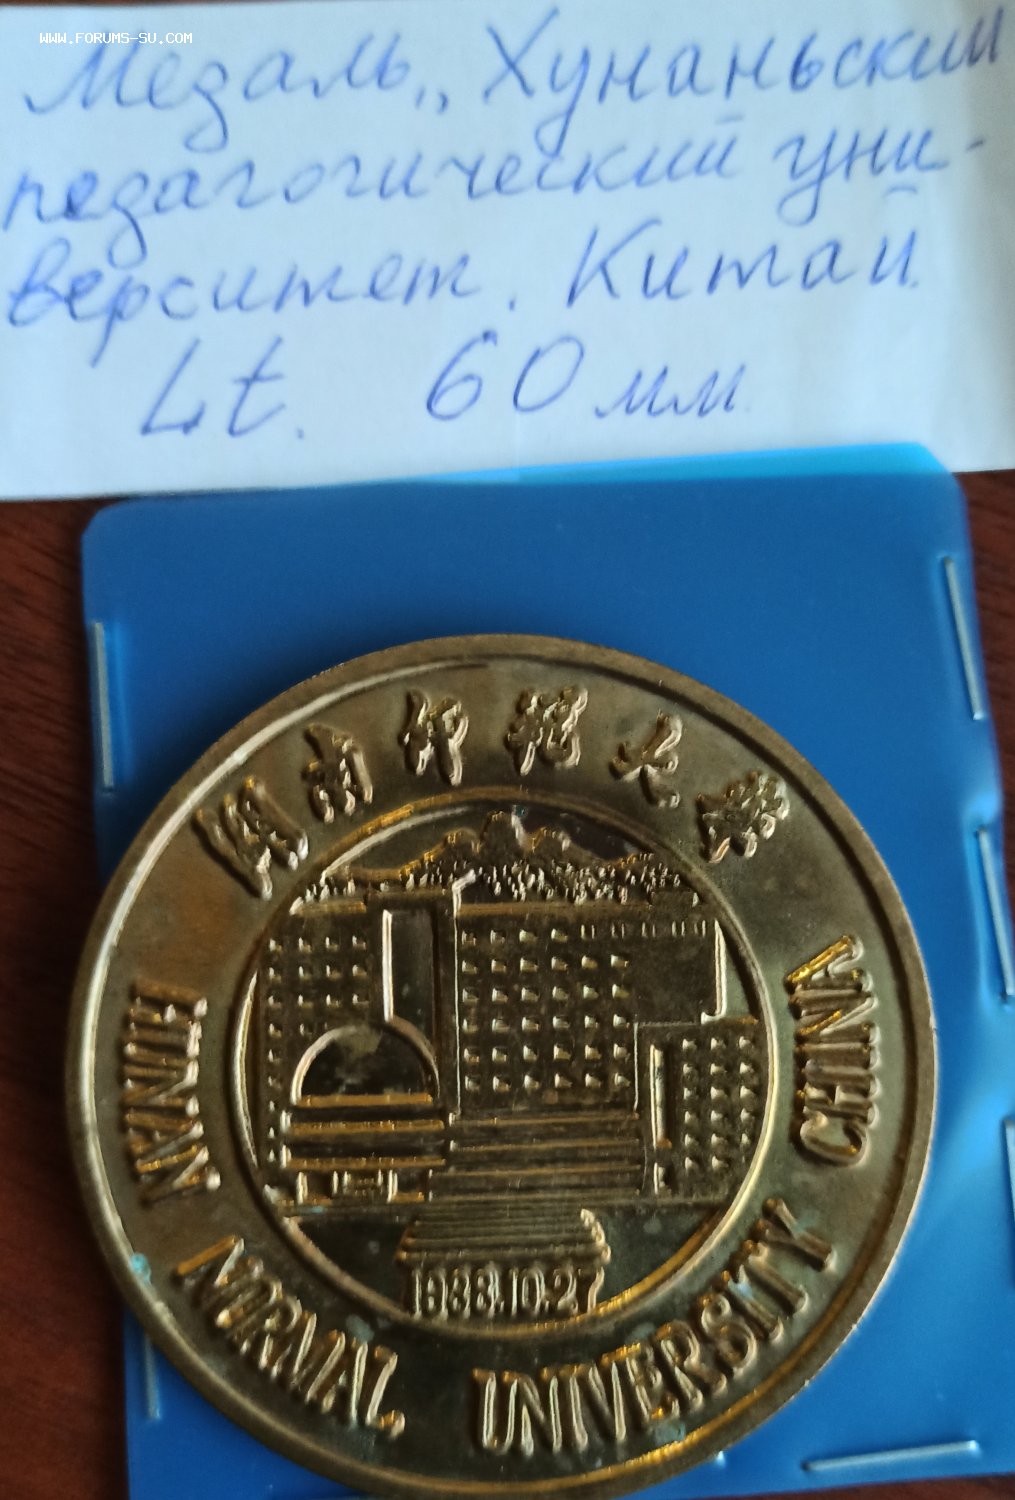 WWW.FORUMS-SU.COM
Медаль „Хунаньский
педагогический уни-
верситет. Китай.
Lt. 60 мм
湖南师范大学
HUNAN NORMAL UNIVERSITY CHINA
1988.10.27